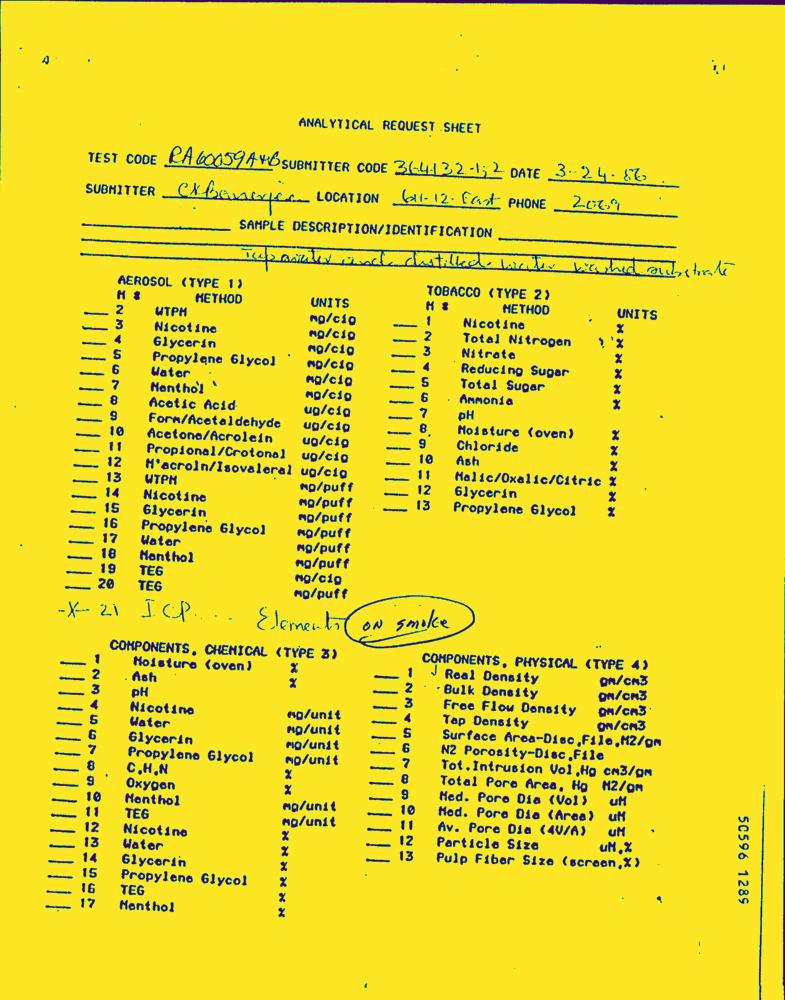 ANALYTICAL REQUEST SHEET
TEST CODE RA60059A+B SUBMITTER CODE 36-4132-1;2 DATE 3-24-86
SUBMITTER CKBanerjee LOCATION 611-12-East PHONE
SAMPLE DESCRIPTION/IDENTIFICATION
Tapwater and distilled water washed substrate
AEROSOL (TYPE 1)
M # METHOD UNITS
2 WTPM mg/cig
3 Nicotine mg/cig
4 Glycerin mg/cig
5 Propylene Glycol mg/cig
6 Water mg/cig
7 Menthol mg/cig
8 Acetic Acid ug/cig
9 Form/Acetaldehyde ug/cig
10 Acetone/Acrolein ug/cig
11 Propional/Crotonal ug/cig
12 M'acroln/Isovaleral ug/cig
13 WTPM mg/puff
14 Nicotine mg/puff
15 Glycerin mg/puff
16 Propylene Glycol mg/puff
17 Water mg/puff
18 Menthol mg/puff
19 TEG mg/cig
20 TEG mg/puff
-X- 21 ICP.... Elements ON smoke
TOBACCO (TYPE 2)
M # METHOD UNITS
1 Nicotine %
2 Total Nitrogen %
3 Nitrate %
4 Reducing Sugar %
5 Total Sugar %
6 Ammonia %
7 pH
8 Moisture (oven) %
9 Chloride %
10 Ash %
11 Malic/Oxalic/Citric %
12 Glycerin %
13 Propylene Glycol %
COMPONENTS, CHEMICAL (TYPE 3)
1 Moisture (oven) %
2 Ash %
3 pH
4 Nicotine mg/unit
5 Water mg/unit
6 Glycerin mg/unit
7 Propylene Glycol mg/unit
8 C,H,N %
9 Oxygen %
10 Menthol mg/unit
11 TEG mg/unit
12 Nicotine %
13 Water %
14 Glycerin %
15 Propylene Glycol %
16 TEG %
17 Menthol %
COMPONENTS, PHYSICAL (TYPE 4)
1 Real Density gm/cm3
2 Bulk Density gm/cm3
3 Free Flow Density gm/cm3
4 Tap Density gm/cm3
5 Surface Area-Disc,File,M2/gm
6 N2 Porosity-Disc,File
7 Tot.Intrusion Vol,Hg cm3/gm
8 Total Pore Area, Hg M2/gm
9 Med. Pore Dia (Vol) uM
10 Med. Pore Dia (Area) uM
11 Av. Pore Dia (4V/A) uM
12 Particle Size uM,%
13 Pulp Fiber Size (screen,%)
50596 1289